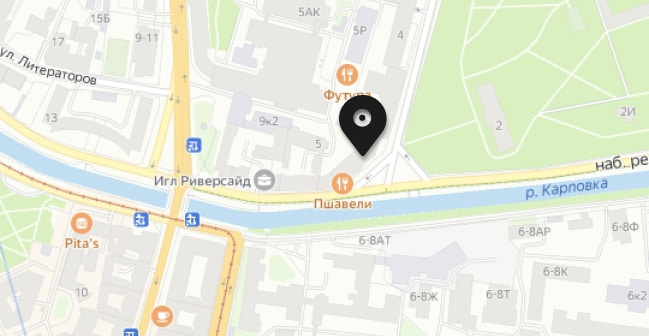 5АК
15Б
17
9-11
5Р
4
ул. Литераторов
Футура
2
2И
13
9к2
5
Игл Риверсайд
наб. ре
р. Карповка
Пшавели
Pita's
6-8АТ
6-8АР
6-8Ф
6-8К
10
6-8Ж
6-8Т